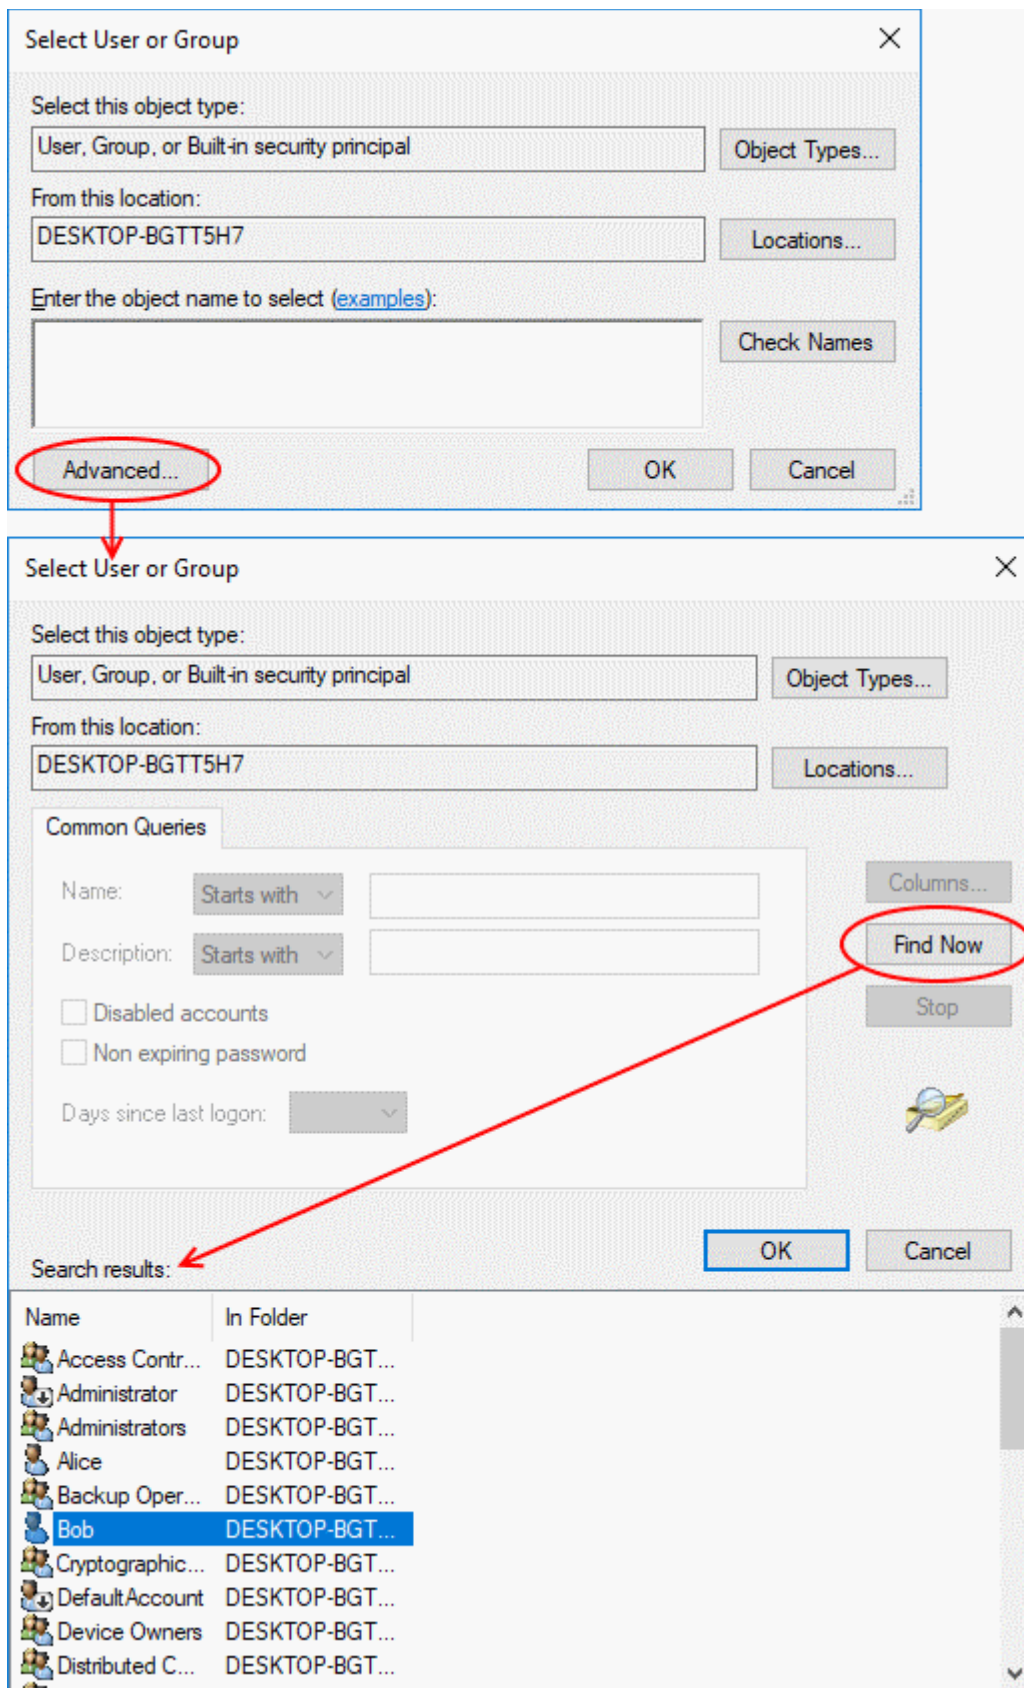 Select User or Group
Select this object type:
User, Group, or Built-in security principal
Object Types...
From this location:
DESKTOP-BGTT5H7
Locations...
Enter the object name to select (examples):
Check Names
Advanced...
OK
Cancel
Select User or Group
Select this object type:
User, Group, or Built-in security principal
Object Types...
From this location:
DESKTOP-BGTT5H7
Locations...
Common Queries
Name:
Starts with
Columns...
Description:
Starts with
Find Now
Disabled accounts
Stop
Non expiring password
Days since last logon:
OK
Cancel
Search results:
Name In Folder
Access Contr... DESKTOP-BGT...
Administrator DESKTOP-BGT...
Administrators DESKTOP-BGT...
Alice DESKTOP-BGT...
Backup Oper... DESKTOP-BGT...
Bob DESKTOP-BGT...
Cryptographic... DESKTOP-BGT...
DefaultAccount DESKTOP-BGT...
Device Owners DESKTOP-BGT...
Distributed C... DESKTOP-BGT...